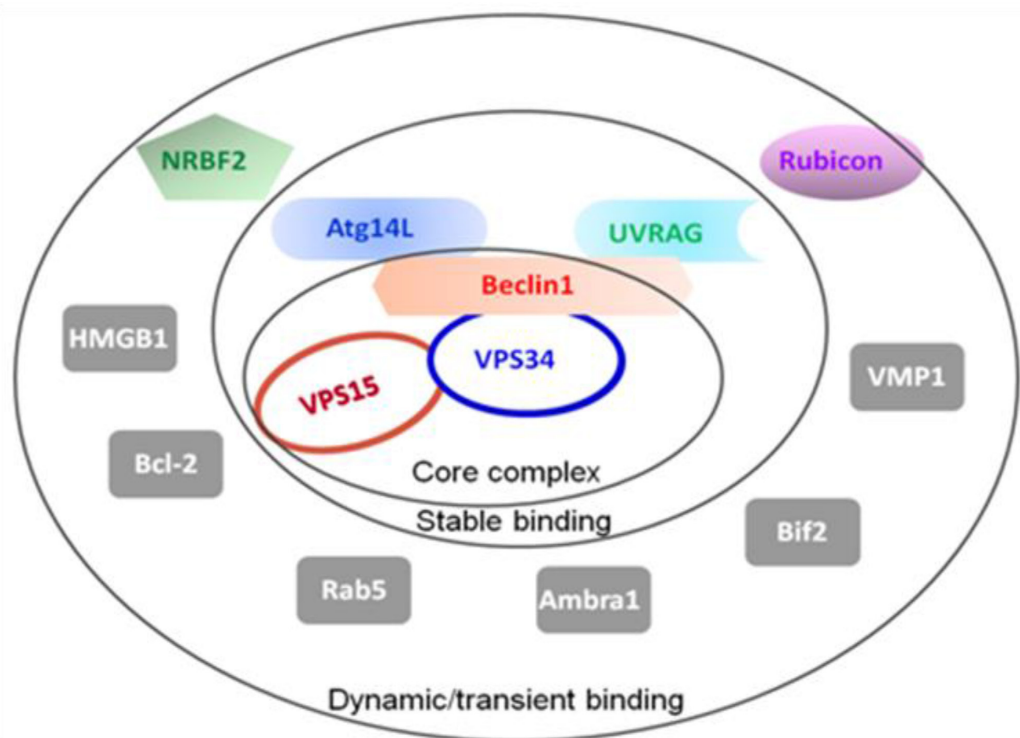 NRBF2
Rubicon
Atg14L
UVRAG
Beclin1
HMGB1
VPS34
VMP1
VPS15
Bcl-2
Core complex
Stable binding
Bif2
Rab5
Ambra1
Dynamic/transient binding